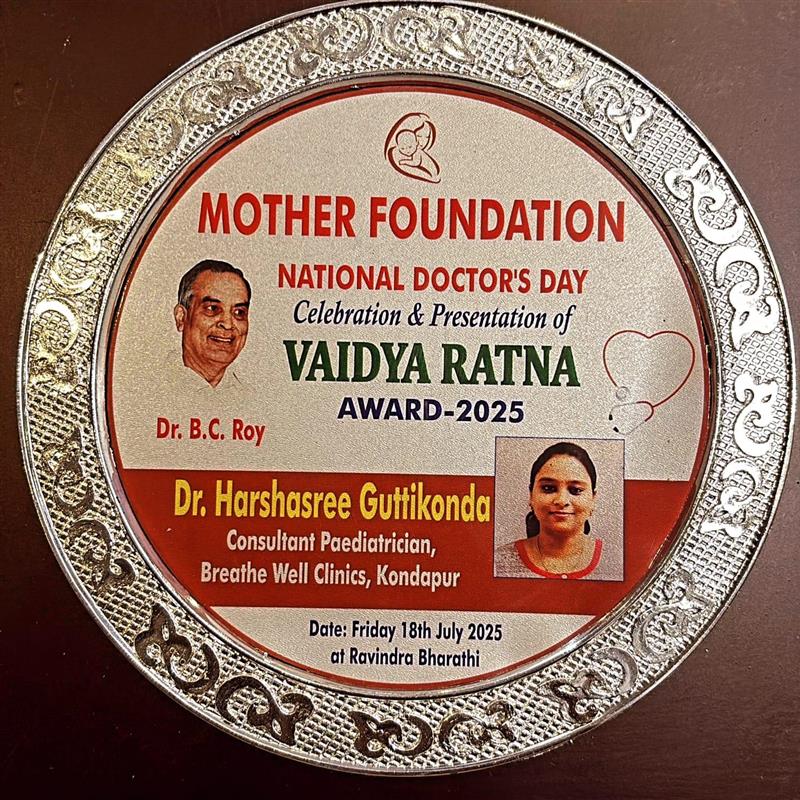 MOTHER FOUNDATION
NATIONAL DOCTOR'S DAY
Celebration & Presentation of
VAIDYA RATNA
AWARD-2025
Dr. B.C. Roy
Dr. Harshasree Guttikonda
Consultant Paediatrician,
Breathe Well Clinics, Kondapur
Date: Friday 18th July 2025
at Ravindra Bharathi